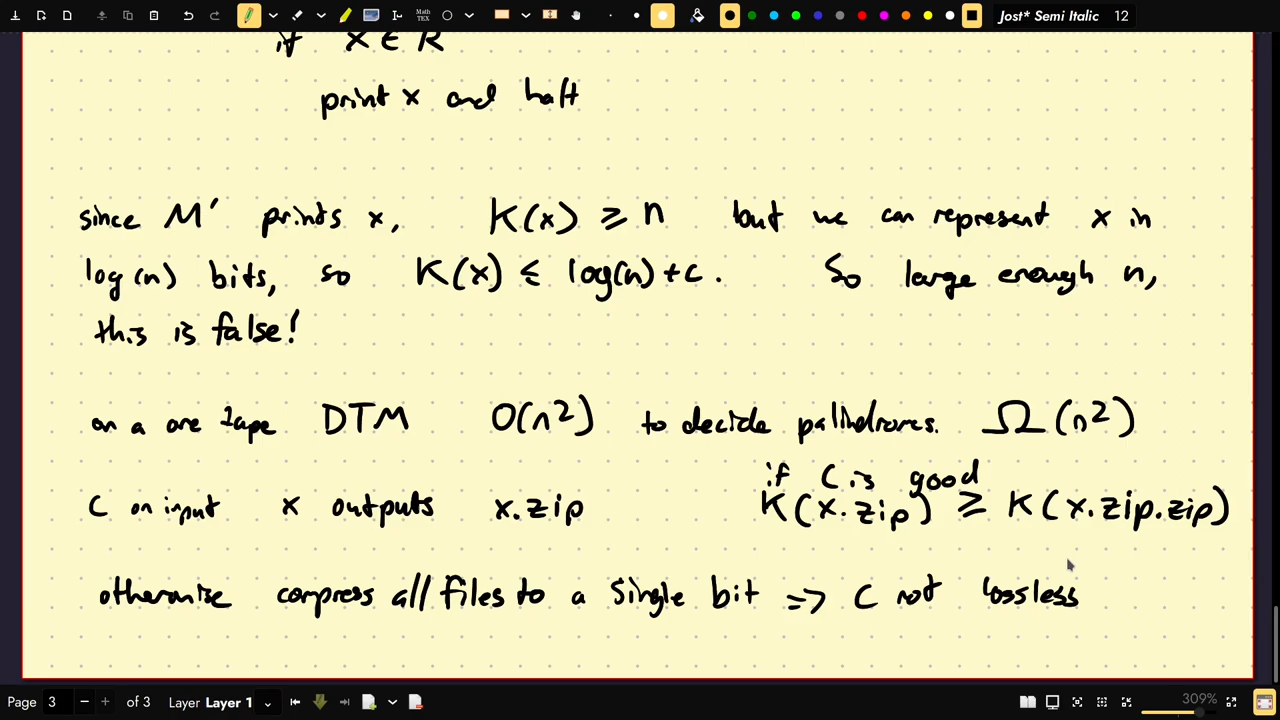 Jost* Semi Italic 12
if x ∈ R
print x and halt
since M' prints x, K(x) ≥ n but we can represent x in
log(n) bits, so K(x) ≤ log(n) + c. So large enough n,
this is false!
on a one tape DTM O(n²) to decide pallindromes. Ω(n²)
if C is good
C on input x outputs x.zip K(x.zip) ≥ K(x.zip.zip)
otherwise compress all files to a single bit => C not lossless
Page 3 of 3 Layer Layer 1 309%